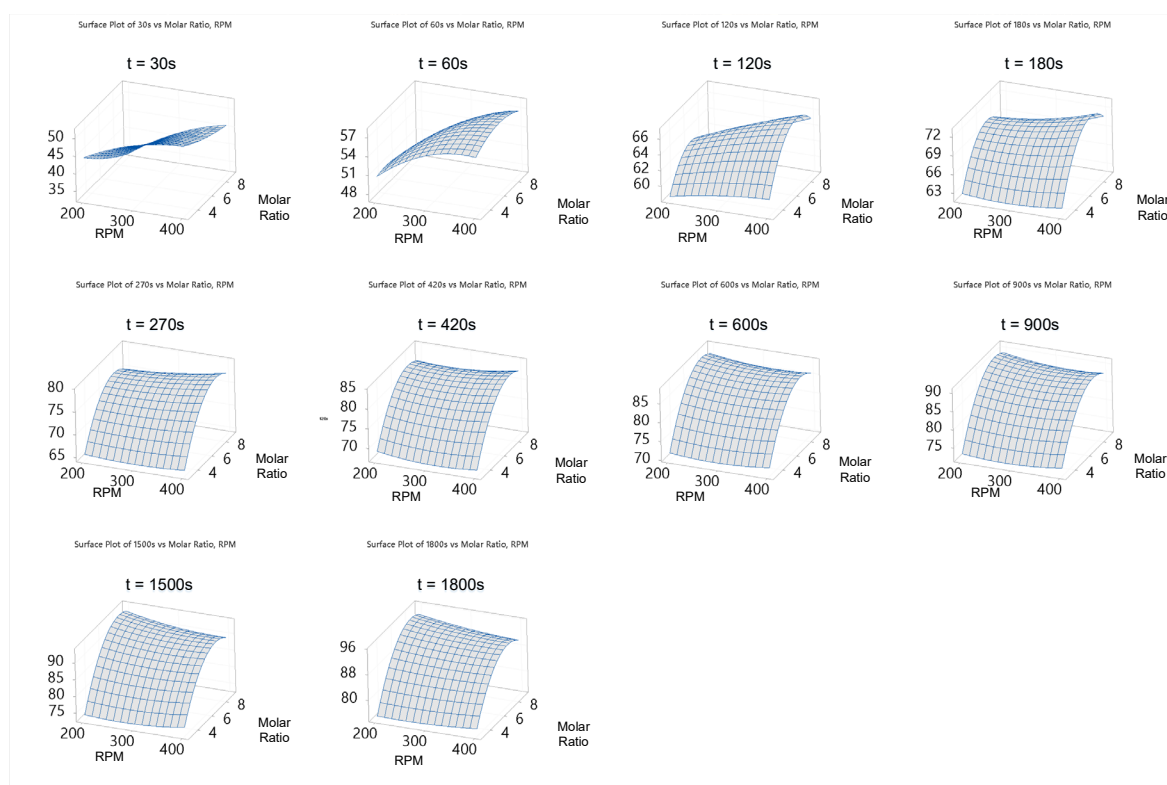 Surface Plot of 30s vs Molar Ratio, RPM
t = 30s
50
45
40
35
200
300
400
RPM
4
6
8
Molar
Ratio
Surface Plot of 60s vs Molar Ratio, RPM
t = 60s
57
54
51
48
200
300
400
RPM
4
6
8
Molar
Ratio
Surface Plot of 120s vs Molar Ratio, RPM
t = 120s
66
64
62
60
200
300
400
RPM
4
6
8
Molar
Ratio
Surface Plot of 180s vs Molar Ratio, RPM
t = 180s
72
69
66
63
200
300
400
RPM
4
6
8
Molar
Ratio
Surface Plot of 270s vs Molar Ratio, RPM
t = 270s
80
75
70
65
200
300
400
RPM
4
6
8
Molar
Ratio
Surface Plot of 420s vs Molar Ratio, RPM
t = 420s
420s
85
80
75
70
200
300
400
RPM
4
6
8
Molar
Ratio
Surface Plot of 600s vs Molar Ratio, RPM
t = 600s
85
80
75
70
200
300
400
RPM
4
6
8
Molar
Ratio
Surface Plot of 900s vs Molar Ratio, RPM
t = 900s
90
85
80
75
200
300
400
RPM
4
6
8
Molar
Ratio
Surface Plot of 1500s vs Molar Ratio, RPM
t = 1500s
90
85
80
75
200
300
400
RPM
4
6
8
Molar
Ratio
Surface Plot of 1800s vs Molar Ratio, RPM
t = 1800s
96
88
80
200
300
400
RPM
4
6
8
Molar
Ratio